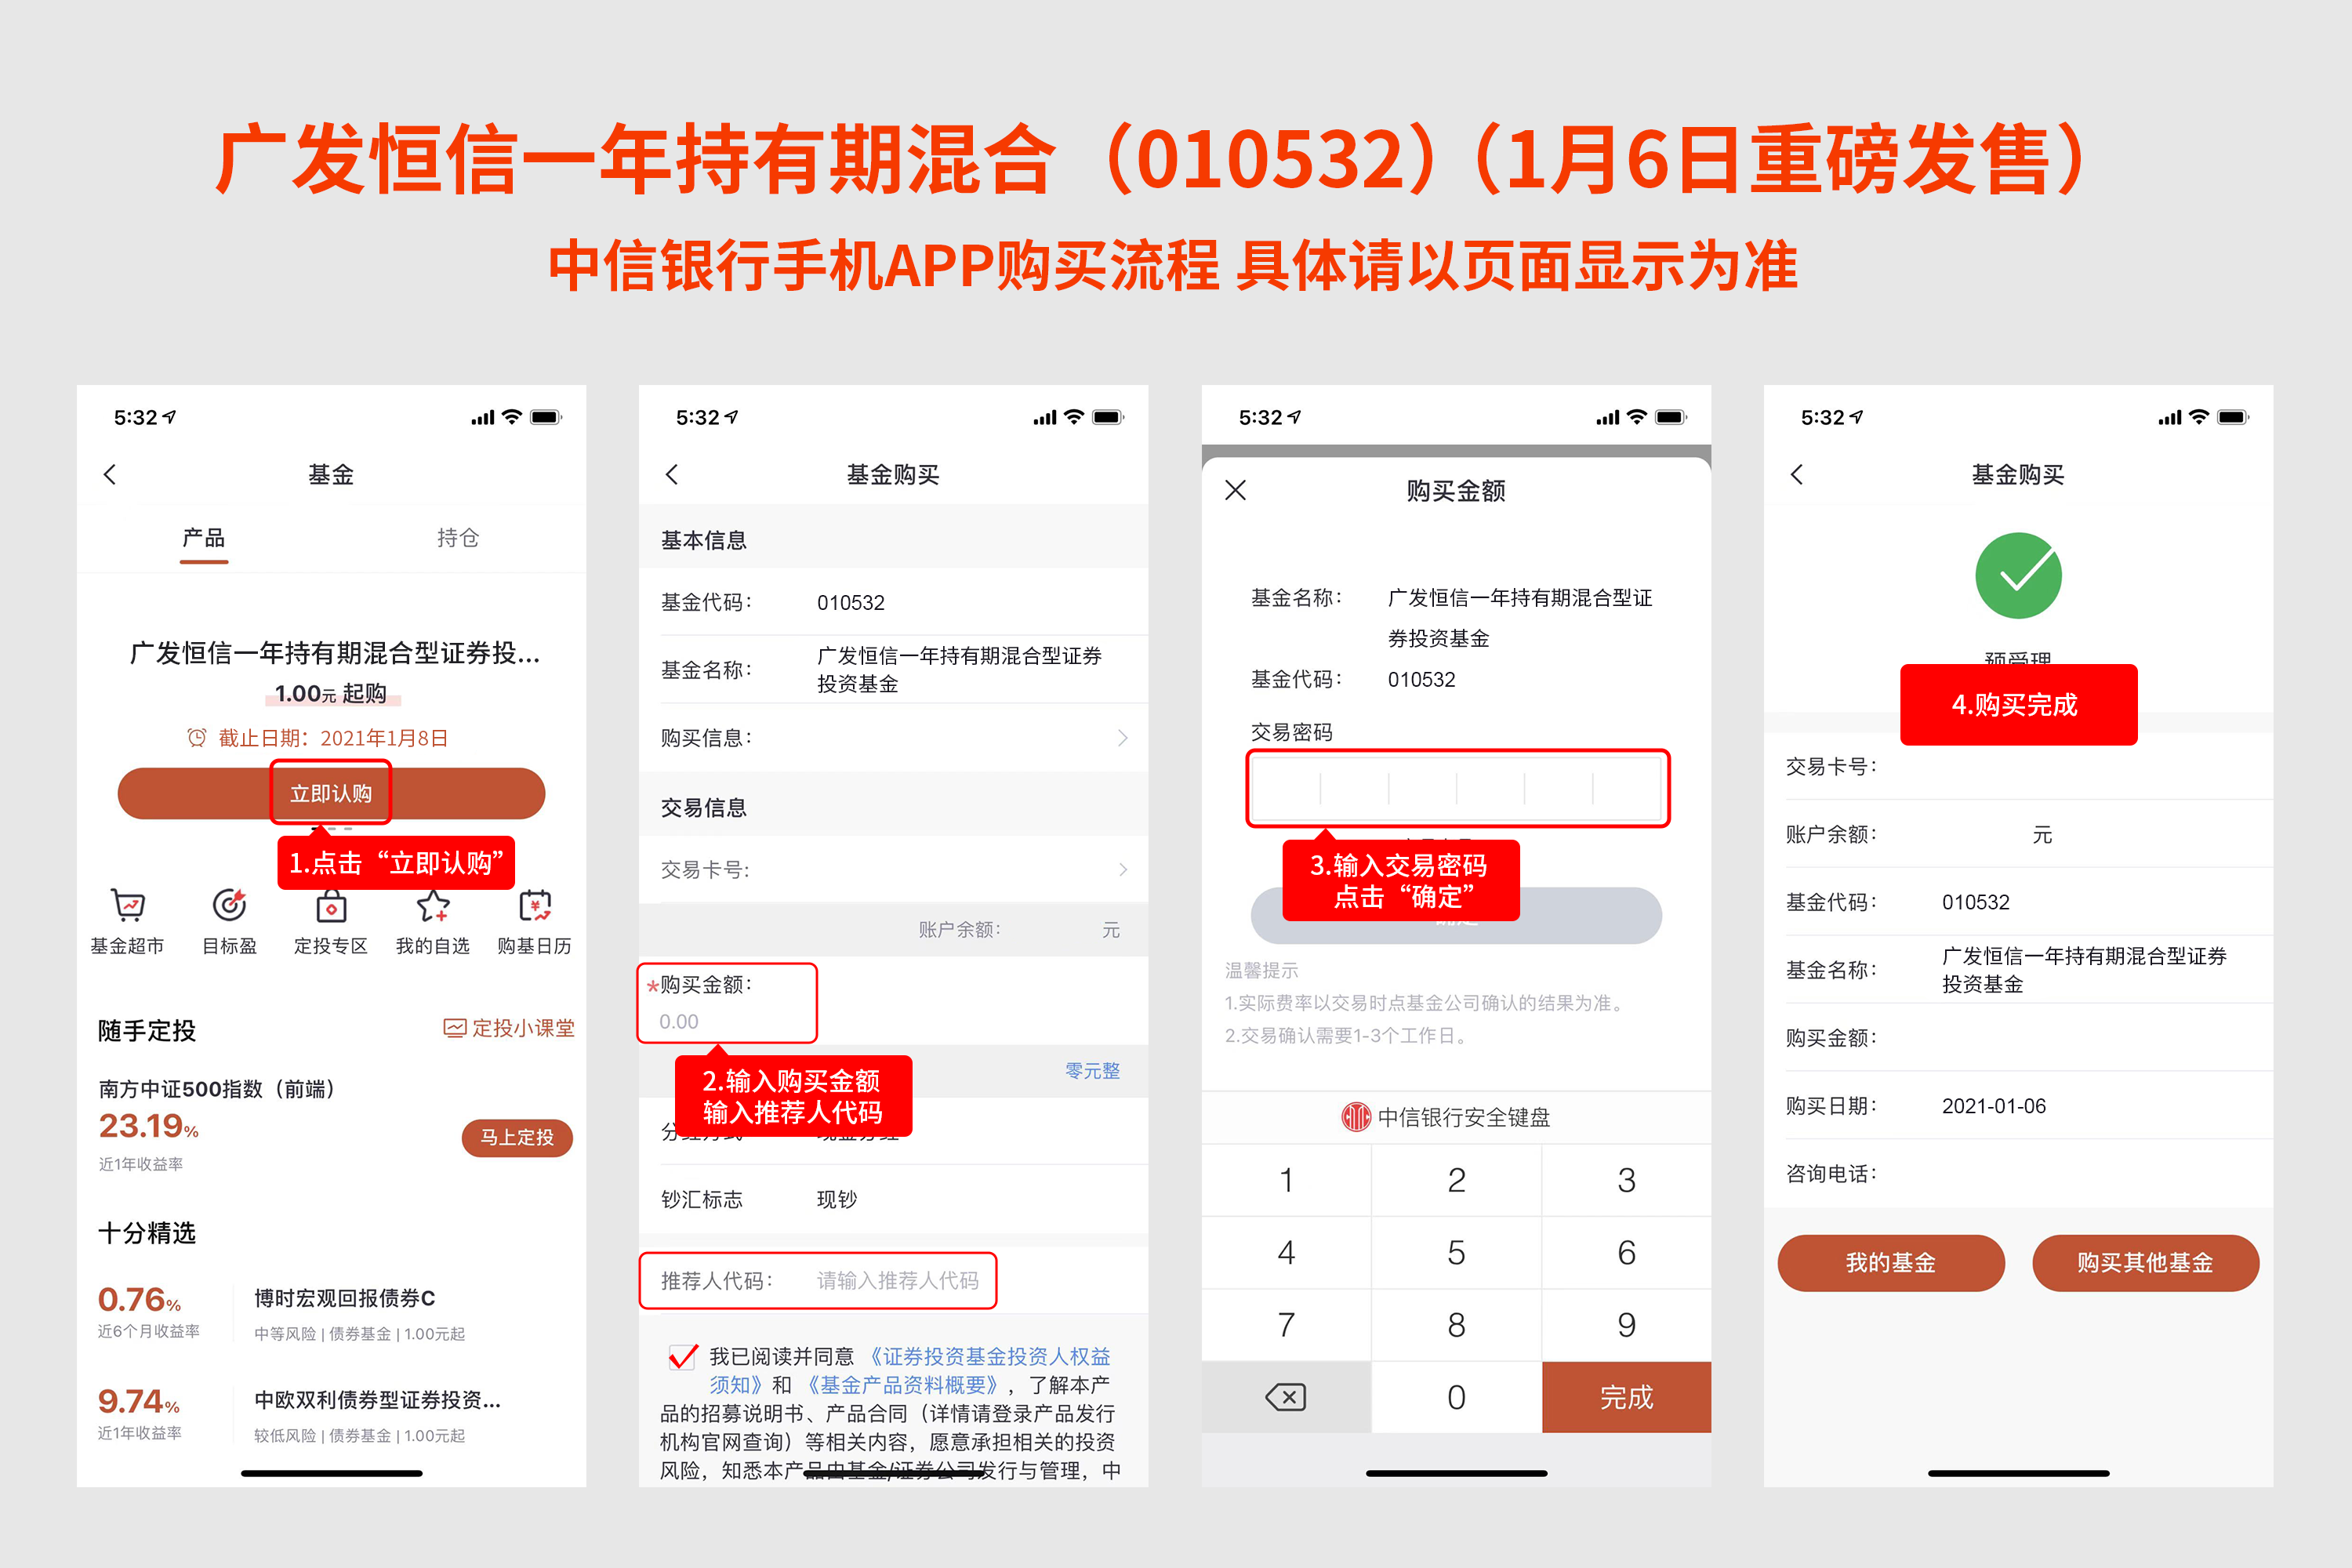 广发恒信一年持有期混合（010532）（1月6日重磅发售）
中信银行手机APP购买流程 具体请以页面显示为准
5:32
基金
产品
持仓
广发恒信一年持有期混合型证券投...
1.00元 起购
截止日期：2021年1月8日
立即认购
1.点击“立即认购”
基金超市
目标盈
定投专区
我的自选
购基日历
随手定投
定投小课堂
南方中证500指数（前端）
23.19%
近1年收益率
马上定投
十分精选
0.76%
近6个月收益率
博时宏观回报债券C
中等风险 | 债券基金 | 1.00元起
9.74%
近1年收益率
中欧双利债券型证券投资...
较低风险 | 债券基金 | 1.00元起
5:32
基金购买
基本信息
基金代码：
010532
基金名称：
广发恒信一年持有期混合型证券
投资基金
购买信息：
交易信息
交易卡号:
账户余额：
元
*购买金额：
0.00
零元整
2.输入购买金额
输入推荐人代码
钞汇标志
现钞
推荐人代码：
请输入推荐人代码
我已阅读并同意《证券投资基金投资人权益
须知》和《基金产品资料概要》，了解本产
品的招募说明书、产品合同（详情请登录产品发行
机构官网查询）等相关内容，愿意承担相关的投资
风险，知悉本产品由基金/证券公司发行与管理，中
5:32
购买金额
基金名称：
广发恒信一年持有期混合型证
券投资基金
基金代码：
010532
交易密码
3.输入交易密码
点击“确定”
温馨提示
1.实际费率以交易时点基金公司确认的结果为准。
2.交易确认需要1-3个工作日。
中信银行安全键盘
1
2
3
4
5
6
7
8
9
0
完成
5:32
基金购买
预受理
4.购买完成
交易卡号：
账户余额：
元
基金代码：
010532
基金名称：
广发恒信一年持有期混合型证券
投资基金
购买金额：
购买日期：
2021-01-06
咨询电话：
我的基金
购买其他基金